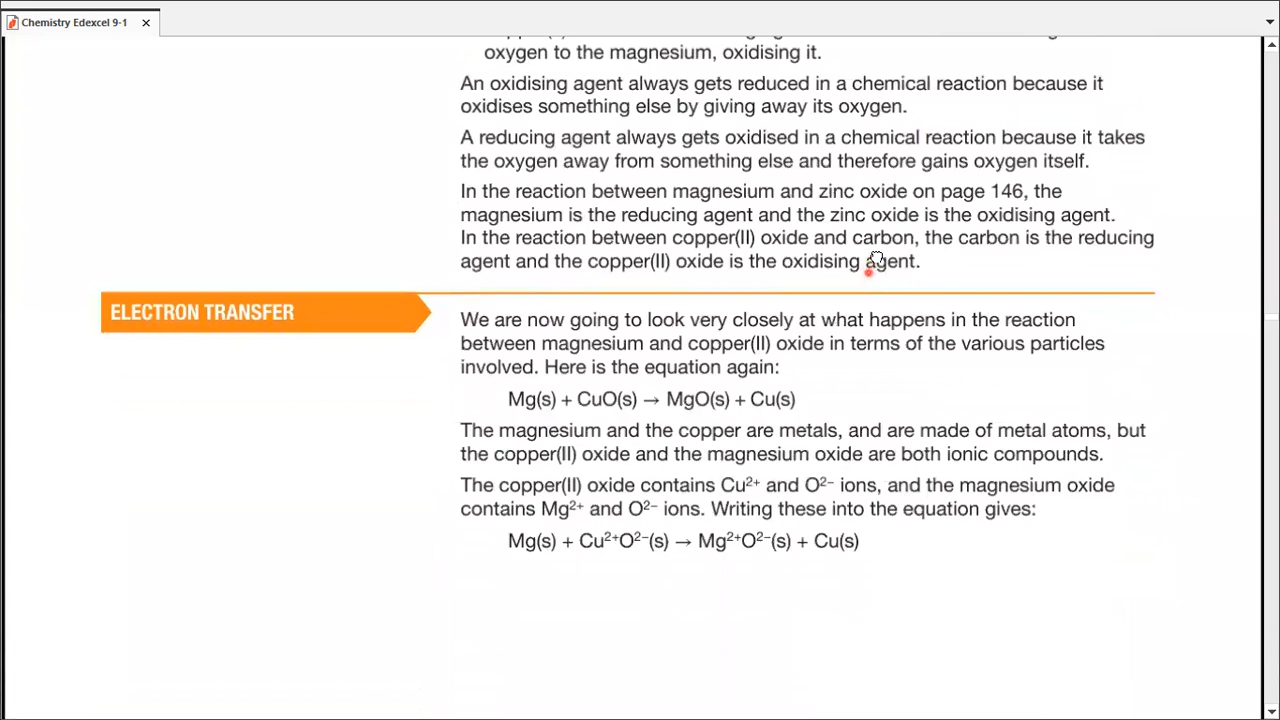 Chemistry Edexcel 9-1
oxygen to the magnesium, oxidising it.
An oxidising agent always gets reduced in a chemical reaction because it
oxidises something else by giving away its oxygen.
A reducing agent always gets oxidised in a chemical reaction because it takes
the oxygen away from something else and therefore gains oxygen itself.
In the reaction between magnesium and zinc oxide on page 146, the
magnesium is the reducing agent and the zinc oxide is the oxidising agent.
In the reaction between copper(II) oxide and carbon, the carbon is the reducing
agent and the copper(II) oxide is the oxidising agent.
ELECTRON TRANSFER
We are now going to look very closely at what happens in the reaction
between magnesium and copper(II) oxide in terms of the various particles
involved. Here is the equation again:
Mg(s) + CuO(s) → MgO(s) + Cu(s)
The magnesium and the copper are metals, and are made of metal atoms, but
the copper(II) oxide and the magnesium oxide are both ionic compounds.
The copper(II) oxide contains Cu²⁺ and O²⁻ ions, and the magnesium oxide
contains Mg²⁺ and O²⁻ ions. Writing these into the equation gives:
Mg(s) + Cu²⁺O²⁻(s) → Mg²⁺O²⁻(s) + Cu(s)